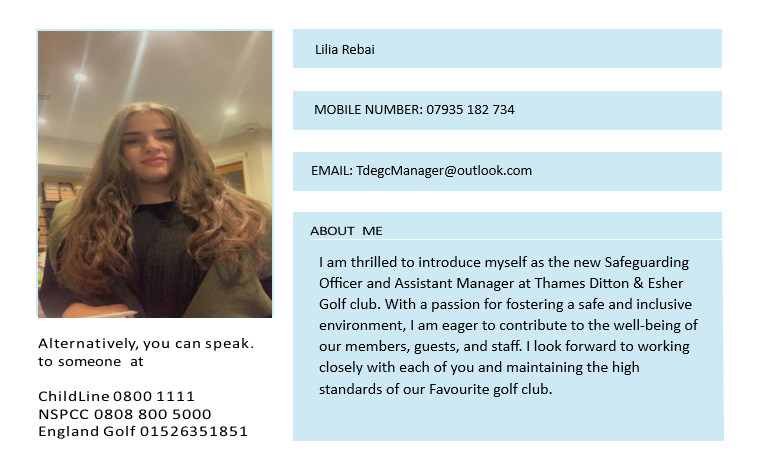 Lilia Rebai
MOBILE NUMBER: 07935 182 734
EMAIL: TdegcManager@outlook.com
ABOUT ME
I am thrilled to introduce myself as the new Safeguarding
Officer and Assistant Manager at Thames Ditton & Esher
Golf club. With a passion for fostering a safe and inclusive
environment, I am eager to contribute to the well-being of
our members, guests, and staff. I look forward to working
closely with each of you and maintaining the high
standards of our Favourite golf club.
Alternatively, you can speak.
to someone at
ChildLine 0800 1111
NSPCC 0808 800 5000
England Golf 01526351851